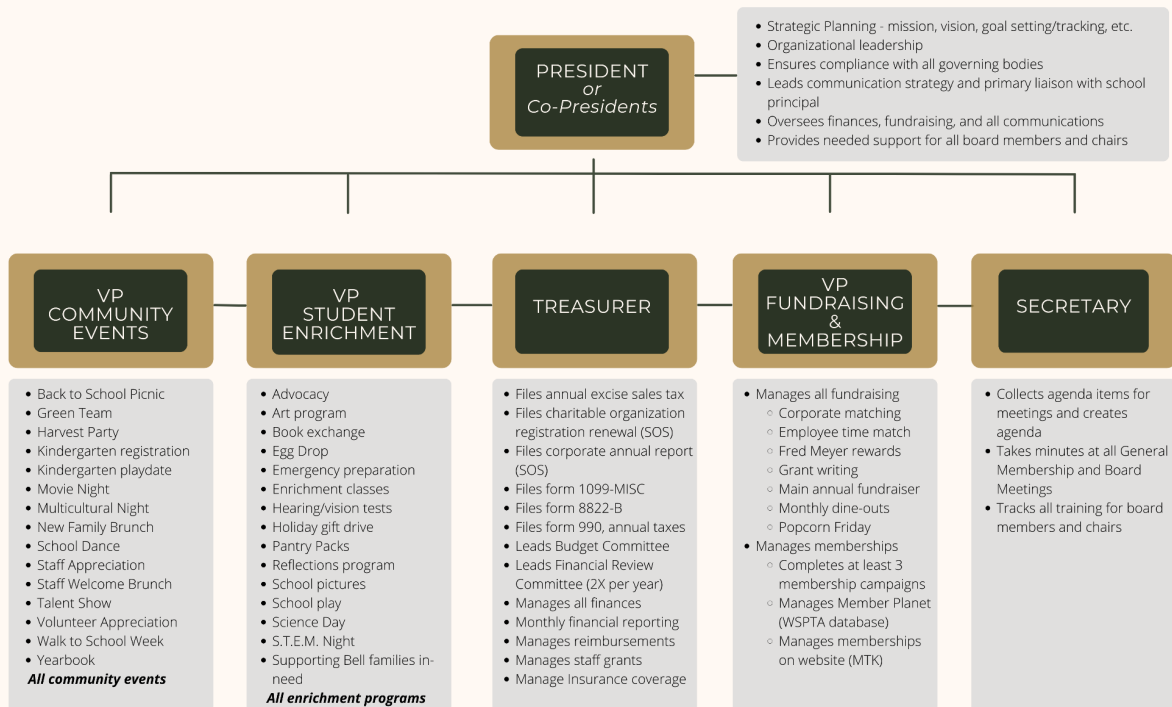 PRESIDENT
or
Co-Presidents
• Strategic Planning - mission, vision, goal setting/tracking, etc.
• Organizational leadership
• Ensures compliance with all governing bodies
• Leads communication strategy and primary liaison with school
principal
• Oversees finances, fundraising, and all communications
• Provides needed support for all board members and chairs
VP
COMMUNITY
EVENTS
• Back to School Picnic
• Green Team
• Harvest Party
• Kindergarten registration
• Kindergarten playdate
• Movie Night
• Multicultural Night
• New Family Brunch
• School Dance
• Staff Appreciation
• Staff Welcome Brunch
• Talent Show
• Volunteer Appreciation
• Walk to School Week
• Yearbook
All community events
VP
STUDENT
ENRICHMENT
• Advocacy
• Art program
• Book exchange
• Egg Drop
• Emergency preparation
• Enrichment classes
• Hearing/vision tests
• Holiday gift drive
• Pantry Packs
• Reflections program
• School pictures
• School play
• Science Day
• S.T.E.M. Night
• Supporting Bell families in-
need
All enrichment programs
TREASURER
• Files annual excise sales tax
• Files charitable organization
registration renewal (SOS)
• Files corporate annual report
(SOS)
• Files form 1099-MISC
• Files form 8822-B
• Files form 990, annual taxes
• Leads Budget Committee
• Leads Financial Review
Committee (2X per year)
• Manages all finances
• Monthly financial reporting
• Manages reimbursements
• Manages staff grants
• Manage Insurance coverage
VP
FUNDRAISING
&
MEMBERSHIP
• Manages all fundraising
◦ Corporate matching
◦ Employee time match
◦ Fred Meyer rewards
◦ Grant writing
◦ Main annual fundraiser
◦ Monthly dine-outs
◦ Popcorn Friday
• Manages memberships
◦ Completes at least 3
membership campaigns
◦ Manages Member Planet
(WSPTA database)
◦ Manages memberships
on website (MTK)
SECRETARY
• Collects agenda items for
meetings and creates
agenda
• Takes minutes at all General
Membership and Board
Meetings
• Tracks all training for board
members and chairs